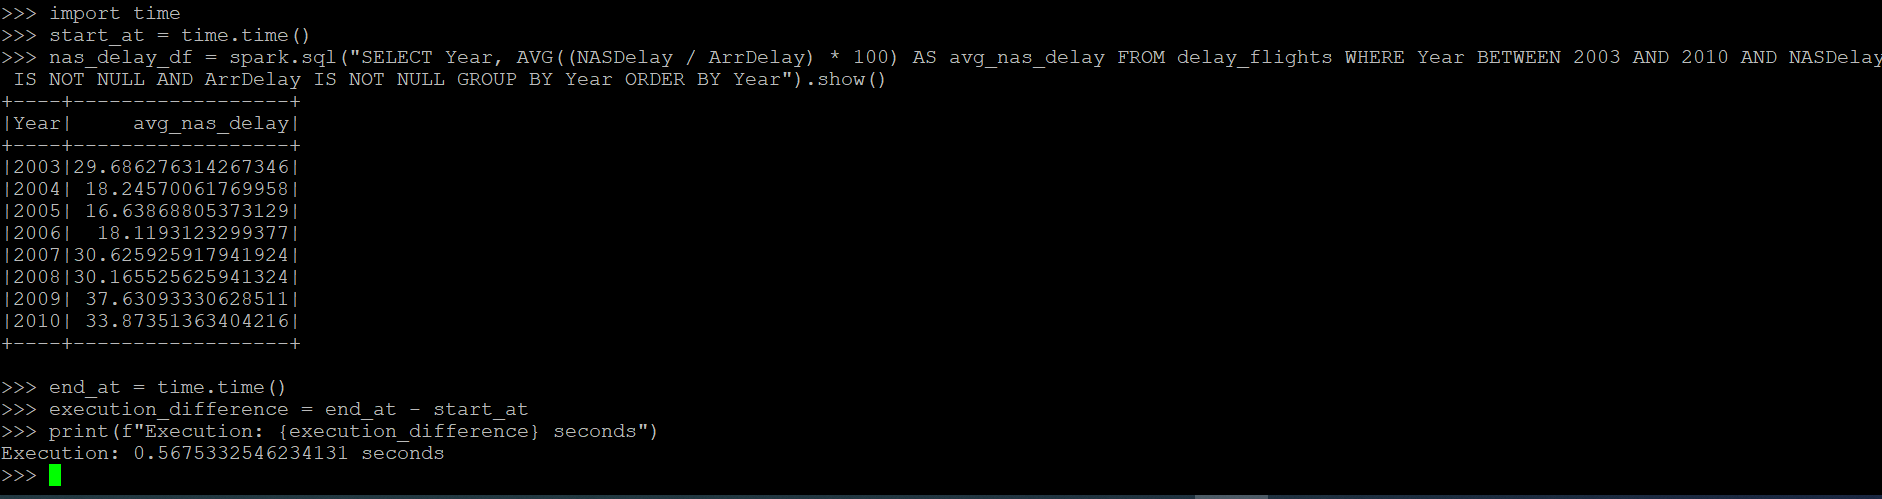 >>> import time
>>> start_at = time.time()
>>> nas_delay_df = spark.sql("SELECT Year, AVG((NASDelay / ArrDelay) * 100) AS avg_nas_delay FROM delay_flights WHERE Year BETWEEN 2003 AND 2010 AND NASDelay
 IS NOT NULL AND ArrDelay IS NOT NULL GROUP BY Year ORDER BY Year").show()
+----+------------------+
|Year|     avg_nas_delay|
+----+------------------+
|2003|29.686276314267346|
|2004| 18.24570061769958|
|2005| 16.63868805373129|
|2006|  18.1193123299377|
|2007|30.625925917941924|
|2008|30.165525625941324|
|2009| 37.63093330628511|
|2010| 33.87351363404216|
+----+------------------+
>>> end_at = time.time()
>>> execution_difference = end_at - start_at
>>> print(f"Execution: {execution_difference} seconds")
Execution: 0.5675332546234131 seconds
>>>